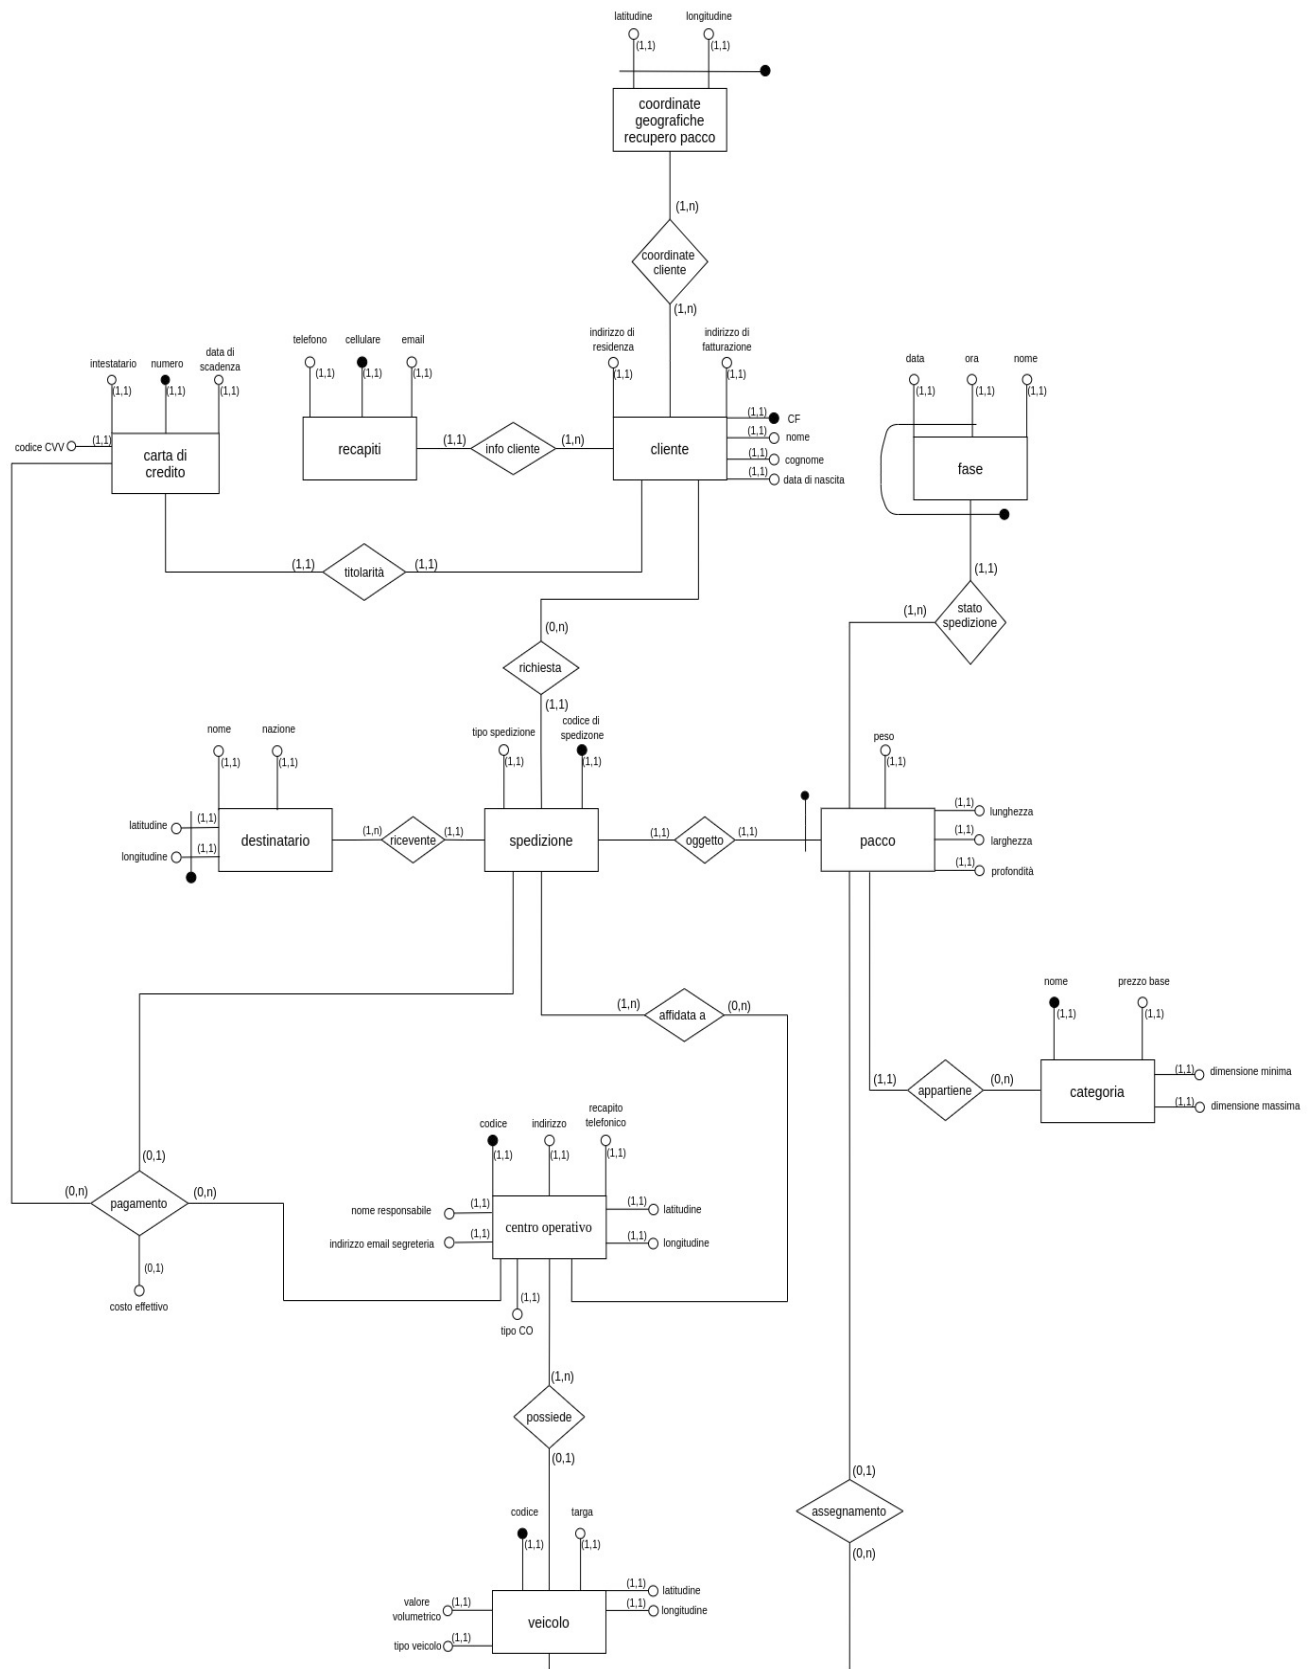 latitudine longitudine
(1,1) (1,1)
coordinate
geografiche
recupero pacco
(1,n)
coordinate
cliente
(1,n)
intestatario numero data di
scadenza
(1,1) (1,1) (1,1)
codice CVV (1,1)
carta di
credito
telefono cellulare email
(1,1) (1,1) (1,1)
recapiti
(1,1) info cliente (1,n)
indirizzo di
residenza
(1,1)
indirizzo di
fatturazione
(1,1)
cliente
(1,1) CF
(1,1) nome
(1,1) cognome
(1,1) data di nascita
data ora nome
(1,1) (1,1) (1,1)
fase
(1,1)
stato
spedizione
(1,n)
(1,1) titolarità (1,1)
(0,n)
richiesta
(1,1)
nome nazione
(1,1) (1,1)
latitudine (1,1)
longitudine (1,1)
destinatario
(1,n) ricevente (1,1)
tipo spedizione
(1,1)
codice di
spedizone
(1,1)
spedizione
(1,1) oggetto (1,1)
peso
(1,1)
pacco
(1,1) lunghezza
(1,1) larghezza
(1,1) profondità
(1,n) affidata a (0,n)
nome prezzo base
(1,1) (1,1)
(1,1) appartiene (0,n)
categoria
(1,1) dimensione minima
(1,1) dimensione massima
(0,1)
(0,n) pagamento (0,n)
(0,1)
costo effettivo
codice indirizzo recapito
telefonico
(1,1) (1,1) (1,1)
nome responsabile (1,1)
indirizzo email segreteria (1,1)
centro operativo
(1,1) latitudine
(1,1) longitudine
(1,1)
tipo CO
(1,n)
possiede
(0,1)
(0,1)
assegnamento
(0,n)
codice targa
(1,1) (1,1)
valore
volumetrico (1,1)
tipo veicolo (1,1)
veicolo
(1,1) latitudine
(1,1) longitudine